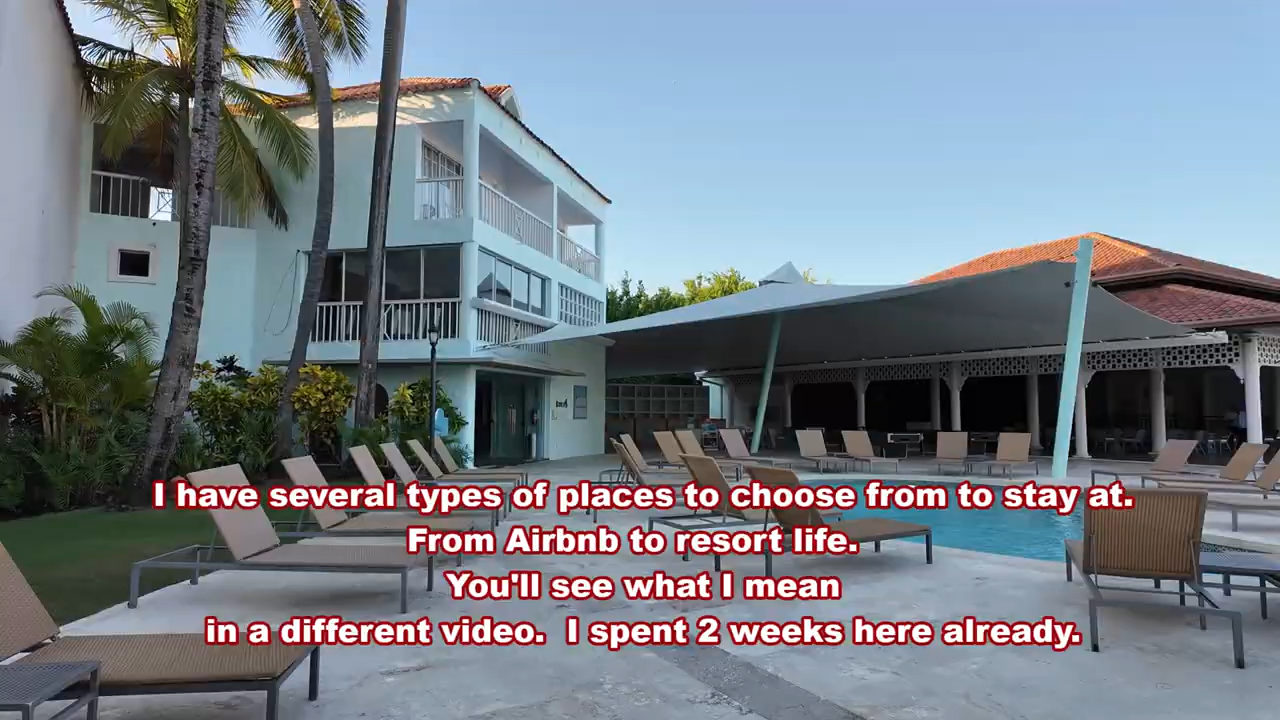 I have several types of places to choose from to stay at.
From Airbnb to resort life.
You'll see what I mean
in a different video.  I spent 2 weeks here already.